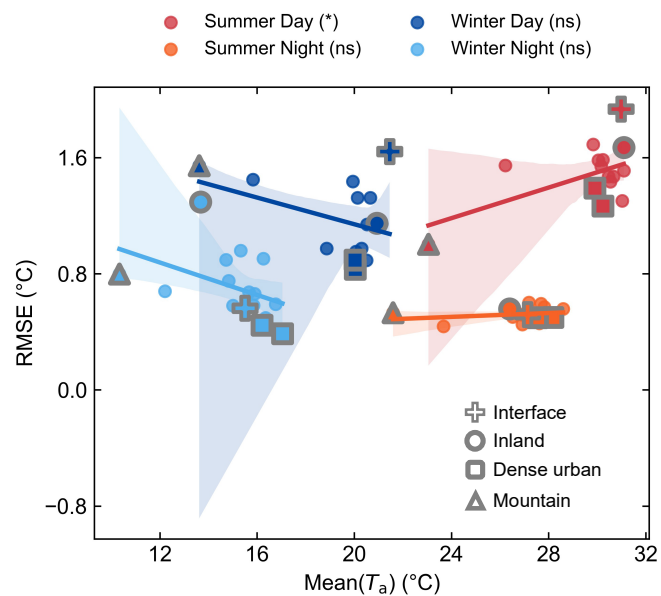 Summer Day (*)
Winter Day (ns)
Summer Night (ns)
Winter Night (ns)
1.6
0.8
0.0
−0.8
RMSE (°C)
Interface
Inland
Dense urban
Mountain
12 16 20 24 28 32
Mean(Ta) (°C)